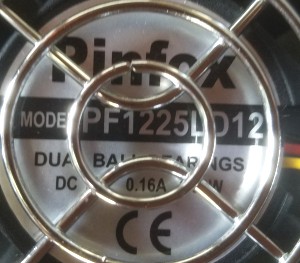 Pinfox
MODEL PF1225LD12
DUAL BALL BEARINGS
DC 0.16A W
CE